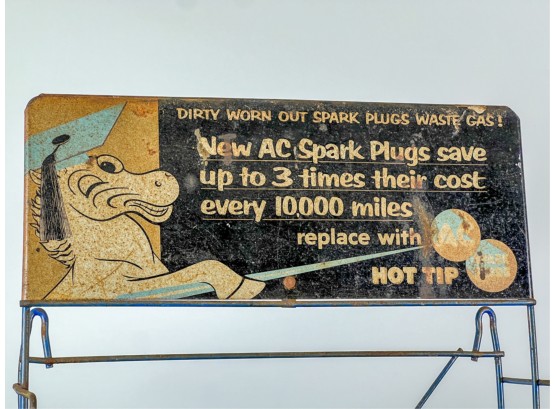 DIRTY WORN OUT SPARK PLUGS WASTE GAS!
New AC Spark Plugs save
up to 3 times their cost
every 10,000 miles
replace with
HOT TIP